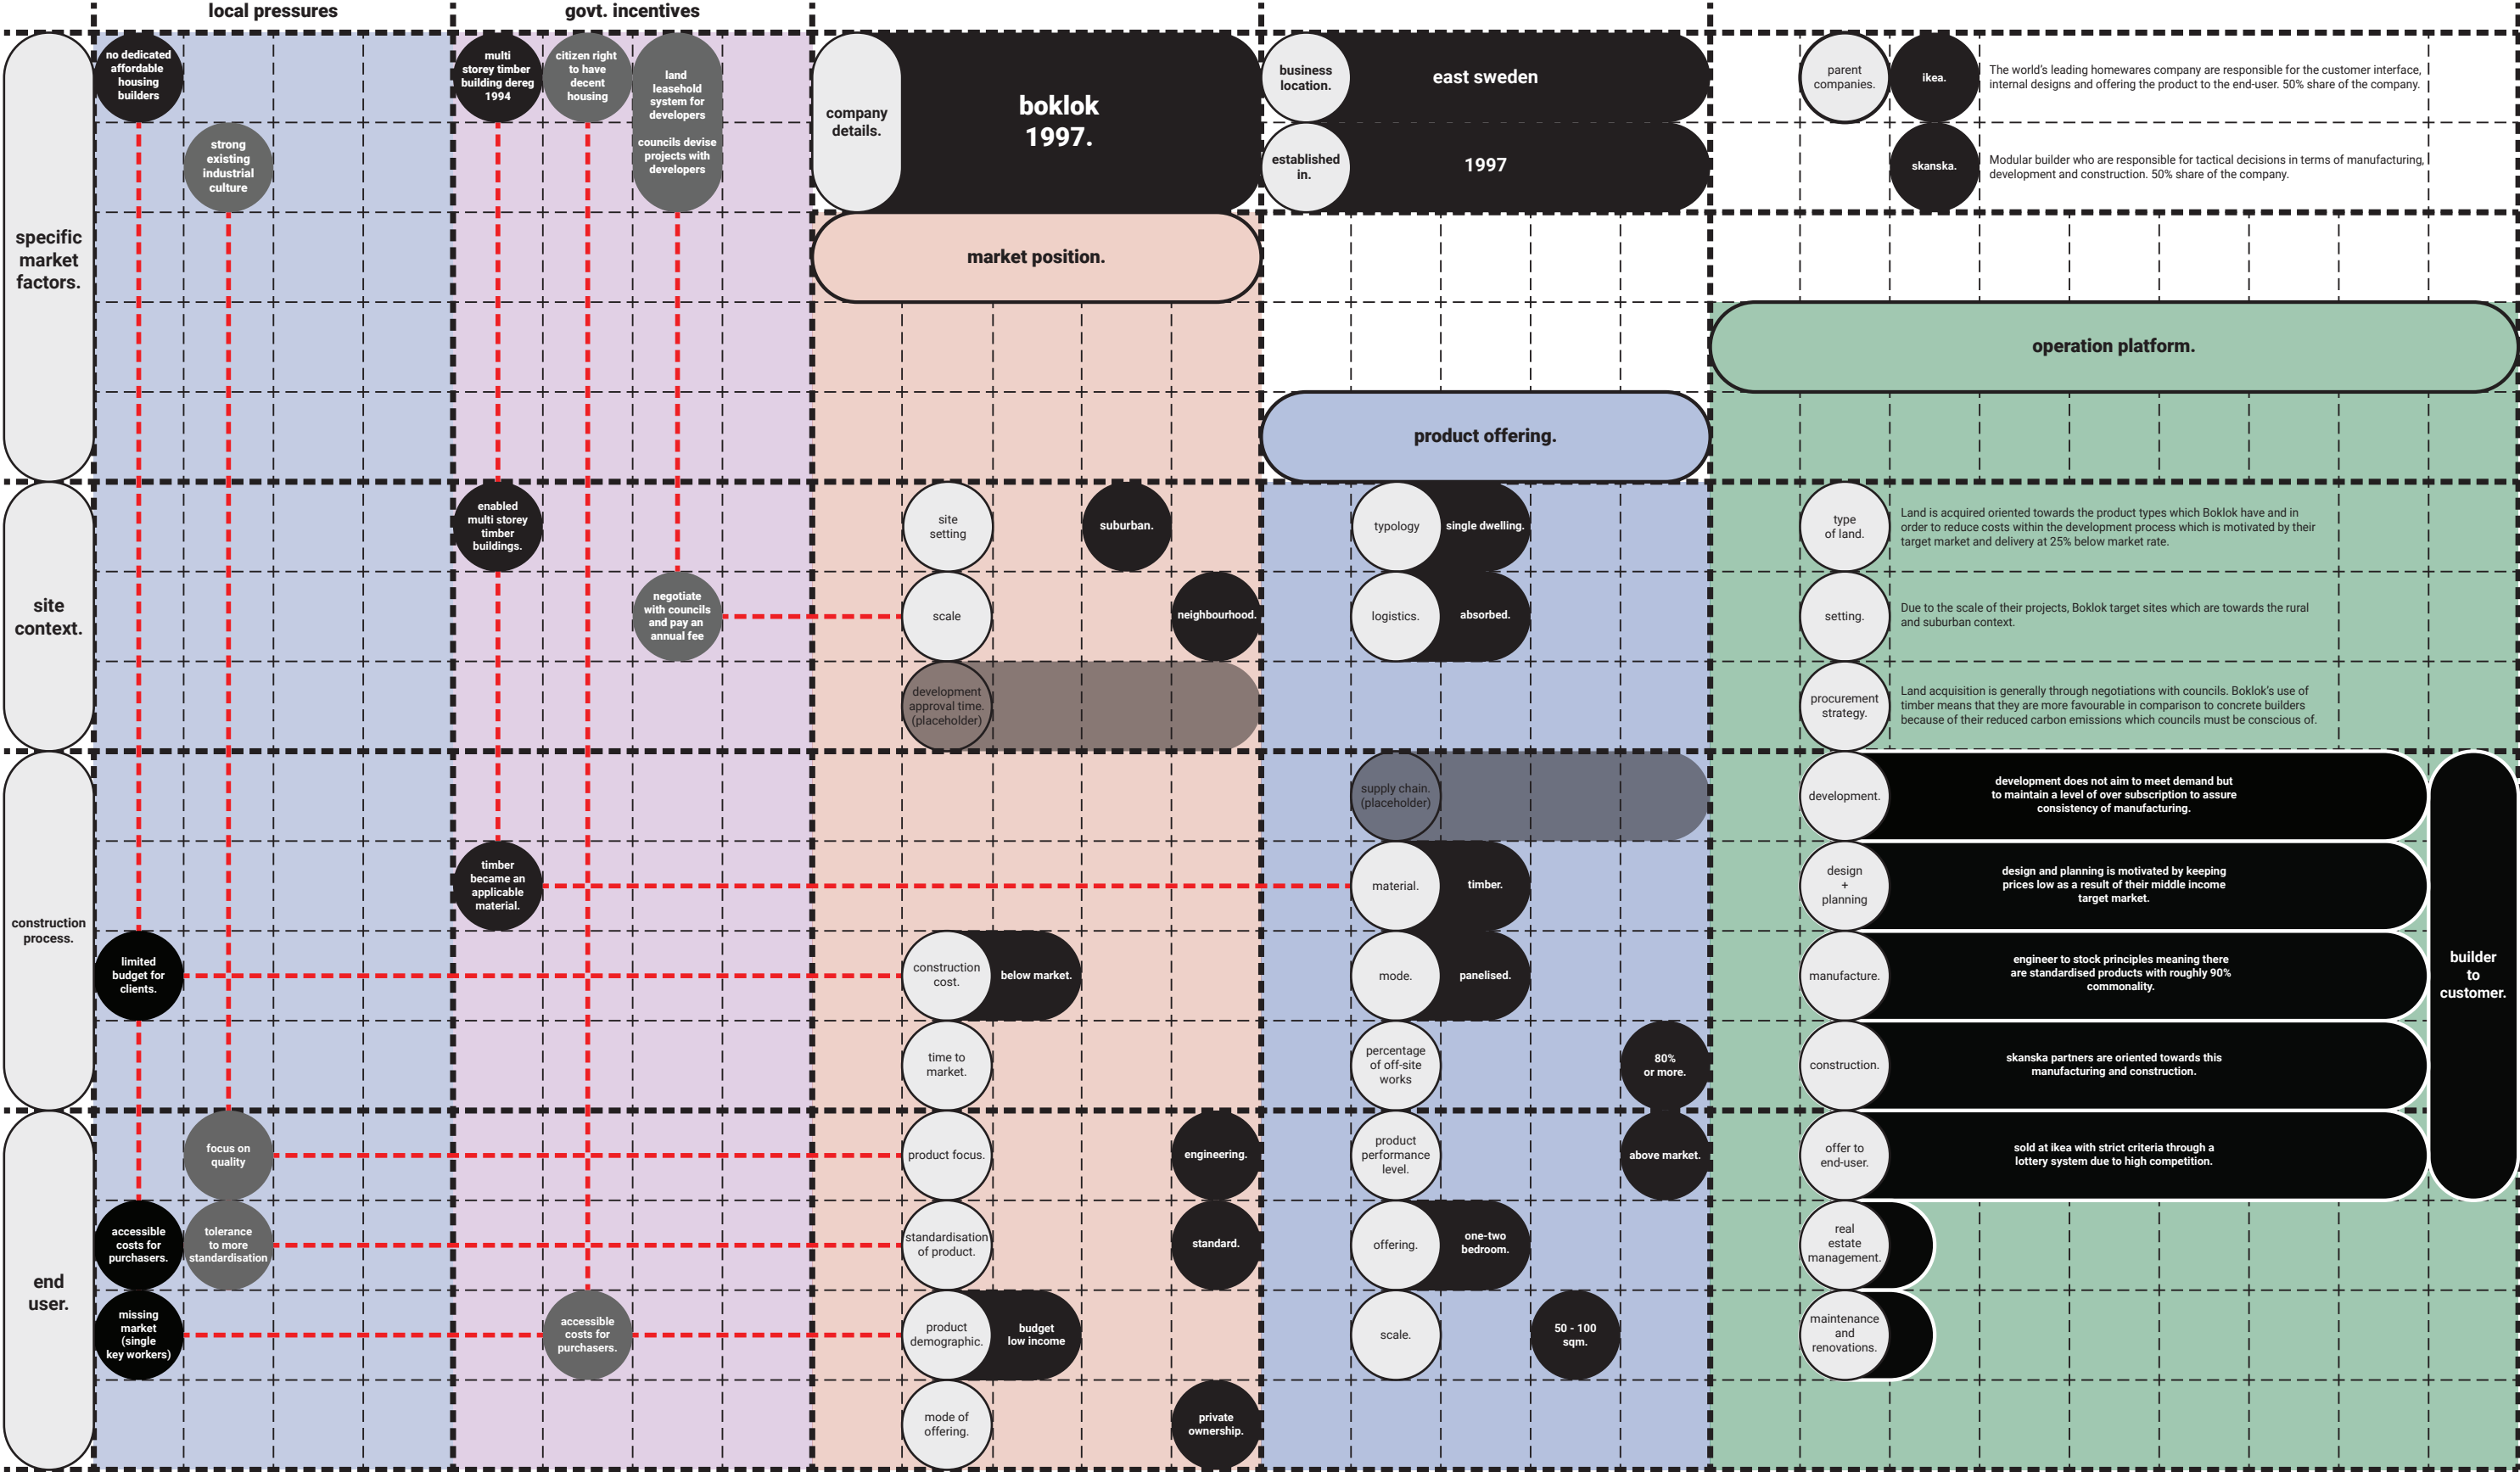 local pressures
govt. incentives
no dedicated
affordable
housing
builders
multi
storey timber
building dereg
1994
citizen right
to have
decent
housing
land
leasehold
system for
developers
councils devise
projects with
developers
company
details.
boklok
1997.
business
location.
east sweden
established
in.
1997
parent
companies.
ikea.
The world's leading homewares company are responsible for the customer interface,
internal designs and offering the product to the end-user. 50% share of the company.
skanska.
Modular builder who are responsible for tactical decisions in terms of manufacturing,
development and construction. 50% share of the company.
strong
existing
industrial
culture
specific
market
factors.
market position.
operation platform.
product offering.
site
context.
enabled
multi storey
timber
buildings.
site
setting
suburban.
typology
single dwelling.
type
of land.
Land is acquired oriented towards the product types which Boklok have and in
order to reduce costs within the development process which is motivated by their
target market and delivery at 25% below market rate.
negotiate
with councils
and pay an
annual fee
scale
neighbourhood.
logistics.
absorbed.
setting.
Due to the scale of their projects, Boklok target sites which are towards the rural
and suburban context.
development
approval time.
(placeholder)
procurement
strategy.
Land acquisition is generally through negotiations with councils. Boklok's use of
timber means that they are more favourable in comparison to concrete builders
because of their reduced carbon emissions which councils must be conscious of.
construction
process.
supply chain.
(placeholder)
development.
development does not aim to meet demand but
to maintain a level of over subscription to assure
consistency of manufacturing.
timber
became an
applicable
material.
material.
timber.
design
+
planning
design and planning is motivated by keeping
prices low as a result of their middle income
target market.
limited
budget for
clients.
construction
cost.
below market.
mode.
panelised.
manufacture.
engineer to stock principles meaning there
are standardised products with roughly 90%
commonality.
builder
to
customer.
time to
market.
percentage
of off-site
works
80%
or more.
construction.
skanska partners are oriented towards this
manufacturing and construction.
end
user.
focus on
quality
product focus.
engineering.
product
performance
level.
above market.
offer to
end-user.
sold at ikea with strict criteria through a
lottery system due to high competition.
accessible
costs for
purchasers.
tolerance
to more
standardisation
standardisation
of product.
standard.
offering.
one-two
bedroom.
real
estate
management.
missing
market
(single
key workers)
accessible
costs for
purchasers.
product
demographic.
budget
low income
scale.
50 - 100
sqm.
maintenance
and
renovations.
mode of
offering.
private
ownership.